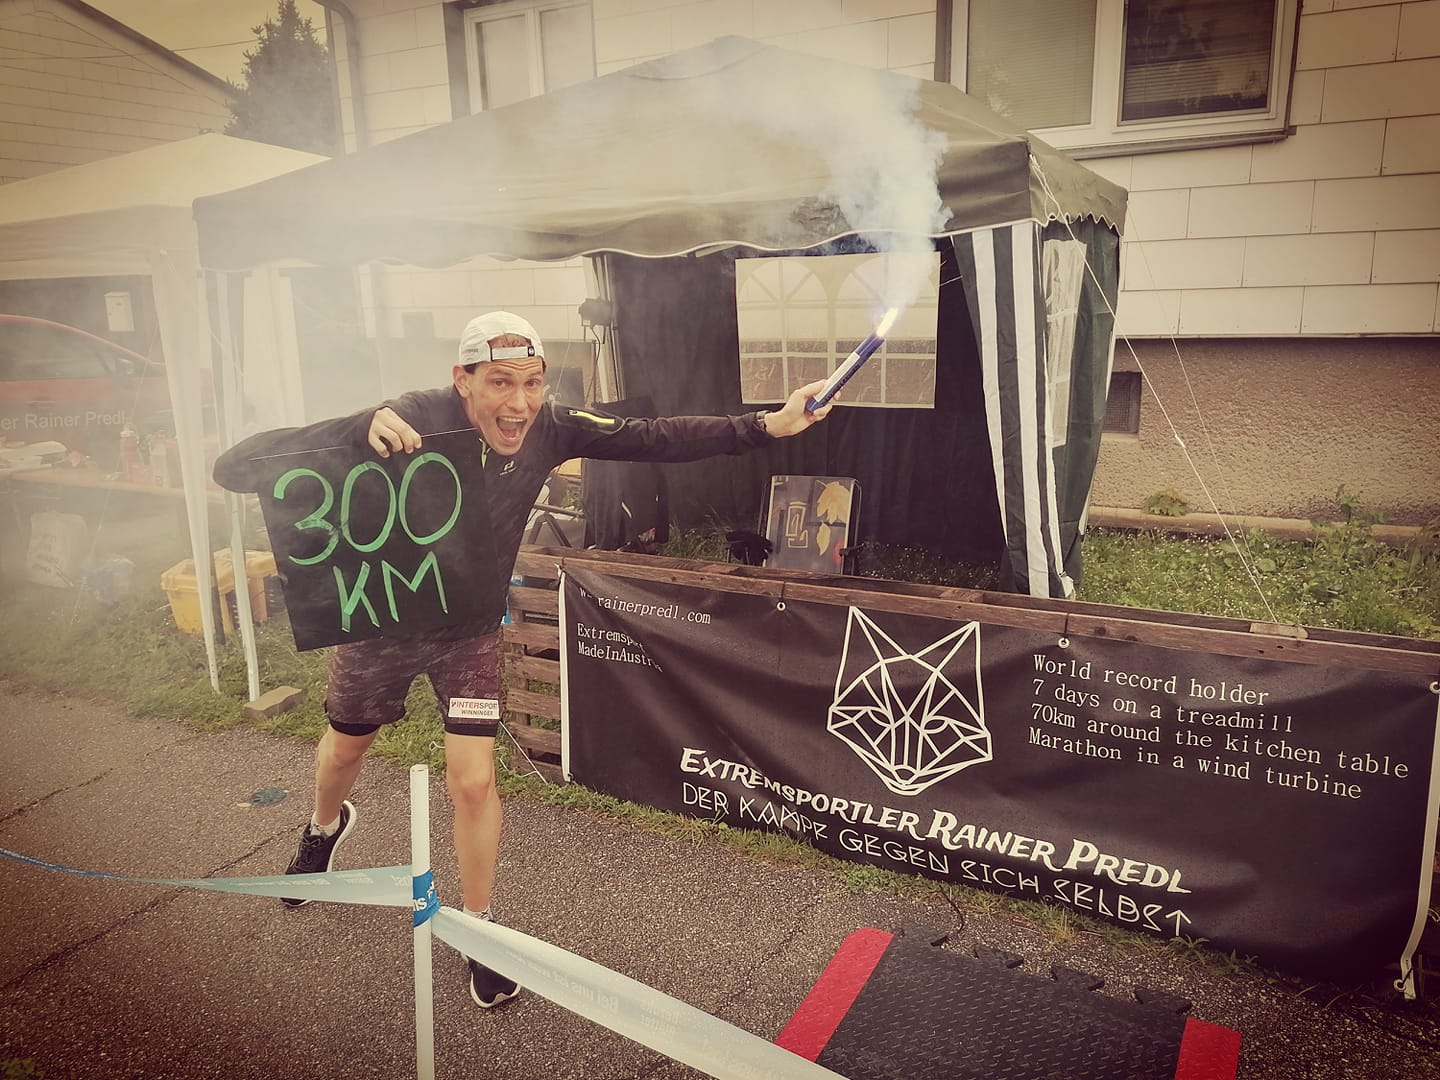 er Rainer Predl
300
KM
INTERSPORT
WINNINGER
rainerpredl.com
World record holder
7 days on a treadmill
70km around the kitchen table
Marathon in a wind turbine
EXTREMSPORTLER RAINER PREDL
DER KAMPF GEGEN SICH SELBST